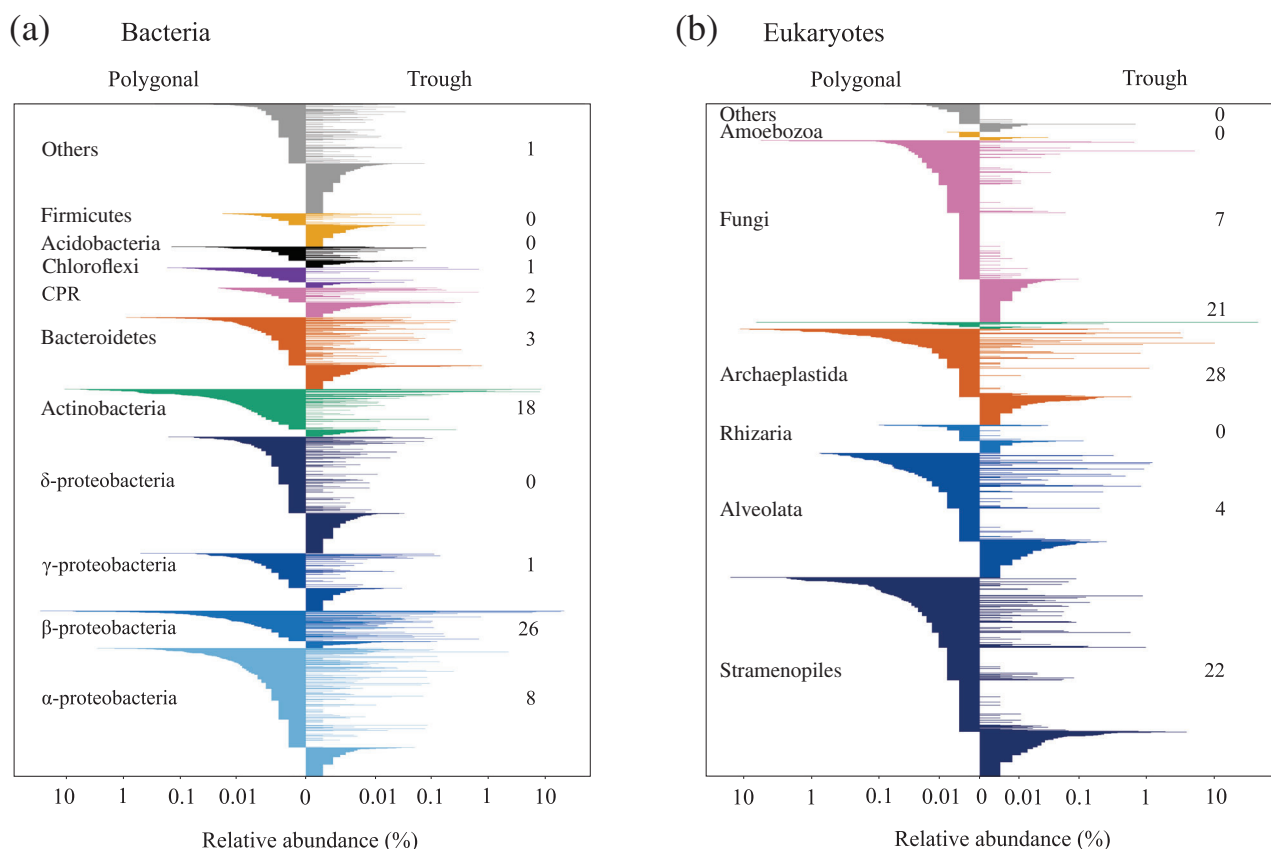 (a) Bacteria
Polygonal Trough
Others 1
Firmicutes 0
Acidobacteria 0
Chloroflexi 1
CPR 2
Bacteroidetes 3
Actinobacteria 18
δ-proteobacteria 0
γ-proteobacteria 1
β-proteobacteria 26
α-proteobacteria 8
10 1 0.1 0.01 0 0.01 0.1 1 10
Relative abundance (%)
(b) Eukaryotes
Polygonal Trough
Others 0
Amoebozoa 0
Fungi 7
21
Archaeplastida 28
Rhizaria 0
Alveolata 4
Stramenopiles 22
10 1 0.1 0.01 0 0.01 0.1 1 10
Relative abundance (%)